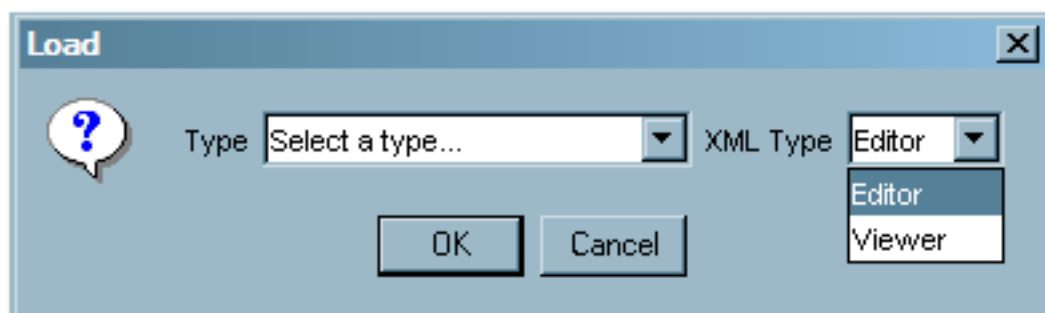 Load
Type Select a type... XML Type Editor
Editor
Viewer
OK Cancel